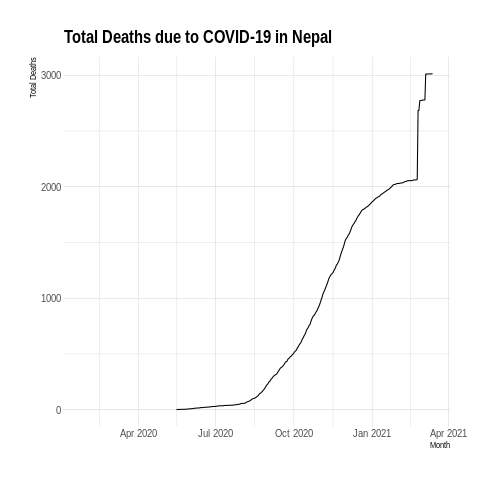 Total Deaths due to COVID-19 in Nepal
Total Deaths
3000
2000
1000
0
Apr 2020 Jul 2020 Oct 2020 Jan 2021 Apr 2021
Month